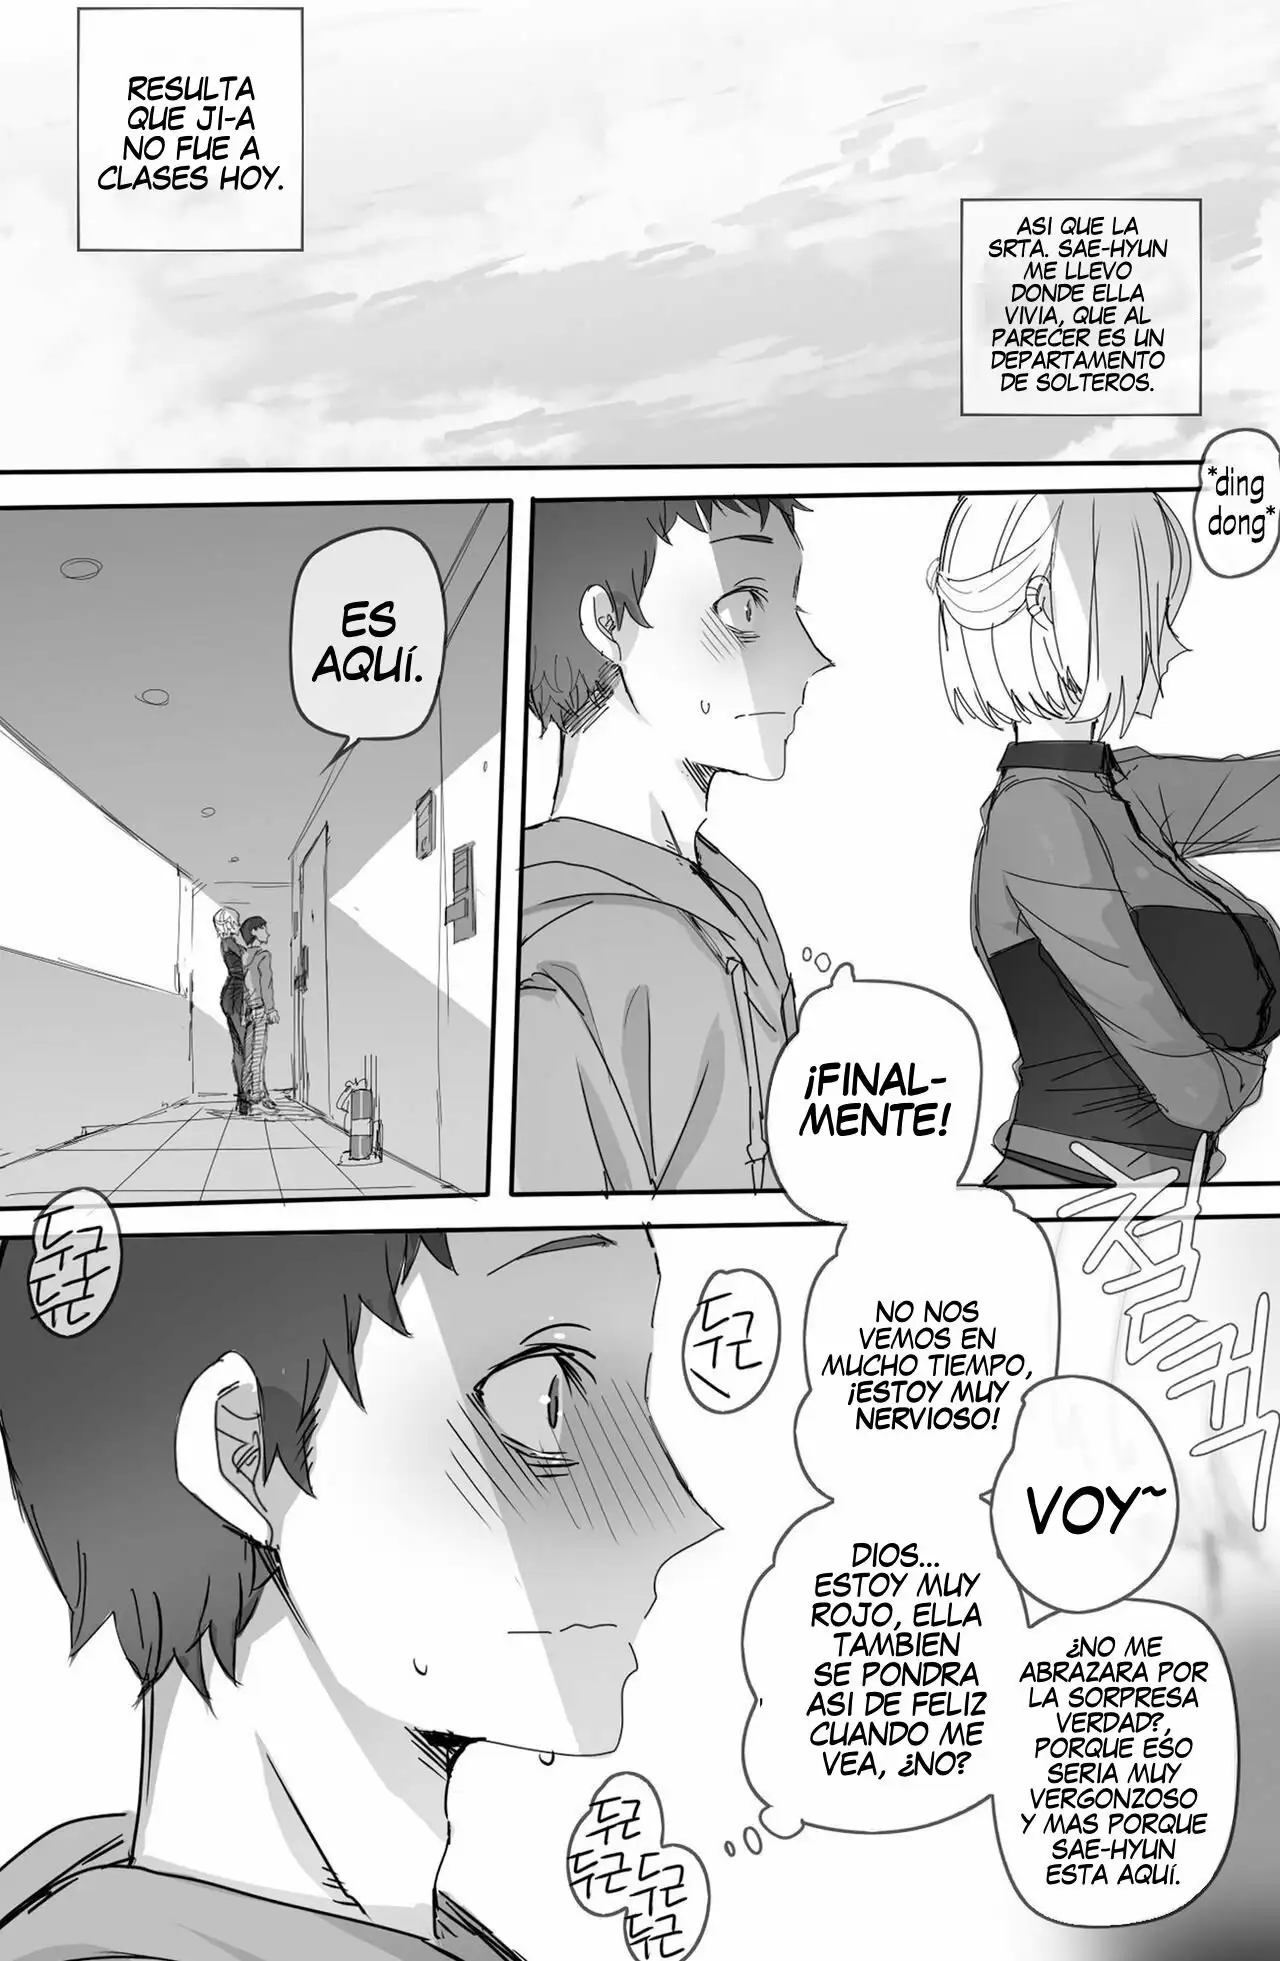 RESULTA
QUE JI-A
NO FUE A
CLASES HOY.
ASI QUE LA
SRTA. SAE-HYUN
ME LLEVO
DONDE ELLA
VIVIA, QUE AL
PARECER ES UN
DEPARTAMENTO
DE SOLTEROS.
ES
AQUÍ.
*ding
dong*
¡FINAL-
MENTE!
NO NOS
VEMOS EN
MUCHO TIEMPO,
¡ESTOY MUY
NERVIOSO!
DIOS...
ESTOY MUY
ROJO, ELLA
TAMBIEN
SE PONDRA
ASI DE FELIZ
CUANDO ME
VEA, ¿NO?
VOY~
¿NO ME
ABRAZARA POR
LA SORPRESA
VERDAD?,
PORQUE ESO
SERIA MUY
VERGONZOSO
Y MAS PORQUE
SAE-HYUN
ESTA AQUÍ.
철컥
두근
두근
두근
두근
두근
두근
두근